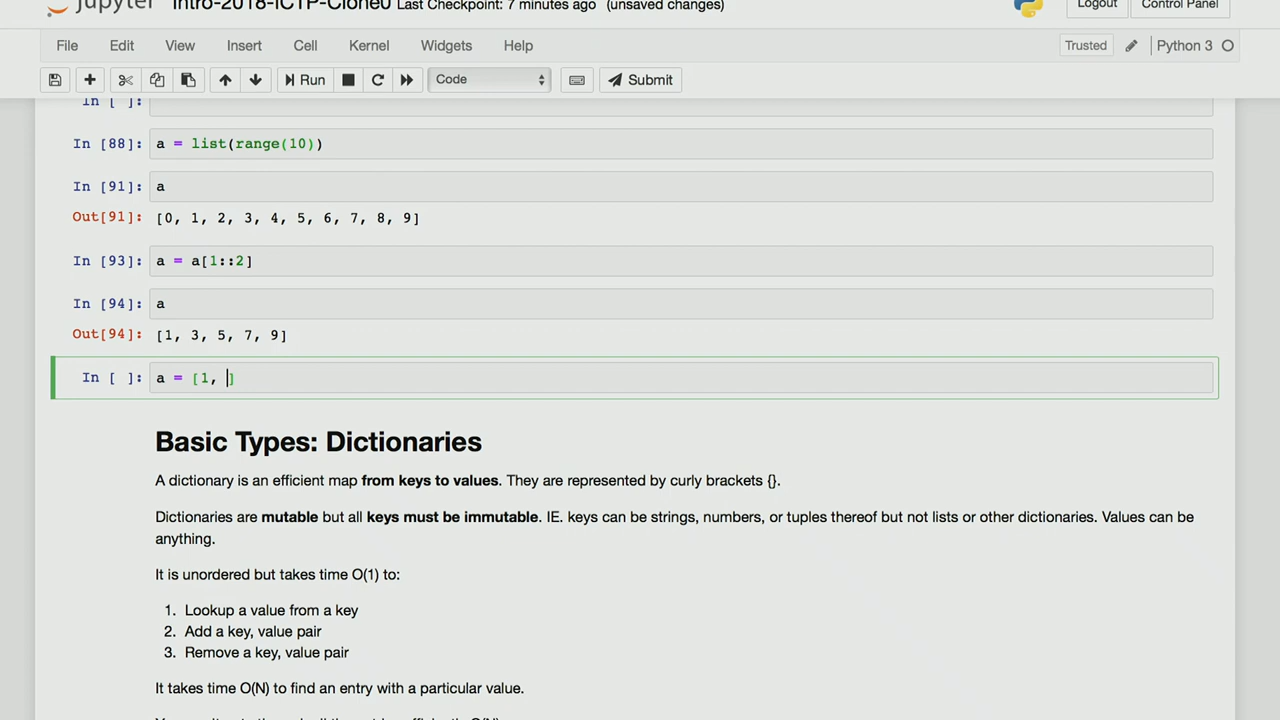 Jupyter Intro-2018-ICTP-Clone0 Last Checkpoint: 7 minutes ago (unsaved changes) Logout Control Panel
File Edit View Insert Cell Kernel Widgets Help Trusted Python 3
Run Code Submit
In [ ]:
In [88]: a = list(range(10))
In [91]: a
Out[91]: [0, 1, 2, 3, 4, 5, 6, 7, 8, 9]
In [93]: a = a[1::2]
In [94]: a
Out[94]: [1, 3, 5, 7, 9]
In [ ]: a = [1, ]
Basic Types: Dictionaries
A dictionary is an efficient map from keys to values. They are represented by curly brackets {}.
Dictionaries are mutable but all keys must be immutable. IE. keys can be strings, numbers, or tuples thereof but not lists or other dictionaries. Values can be
anything.
It is unordered but takes time O(1) to:
1. Lookup a value from a key
2. Add a key, value pair
3. Remove a key, value pair
It takes time O(N) to find an entry with a particular value.